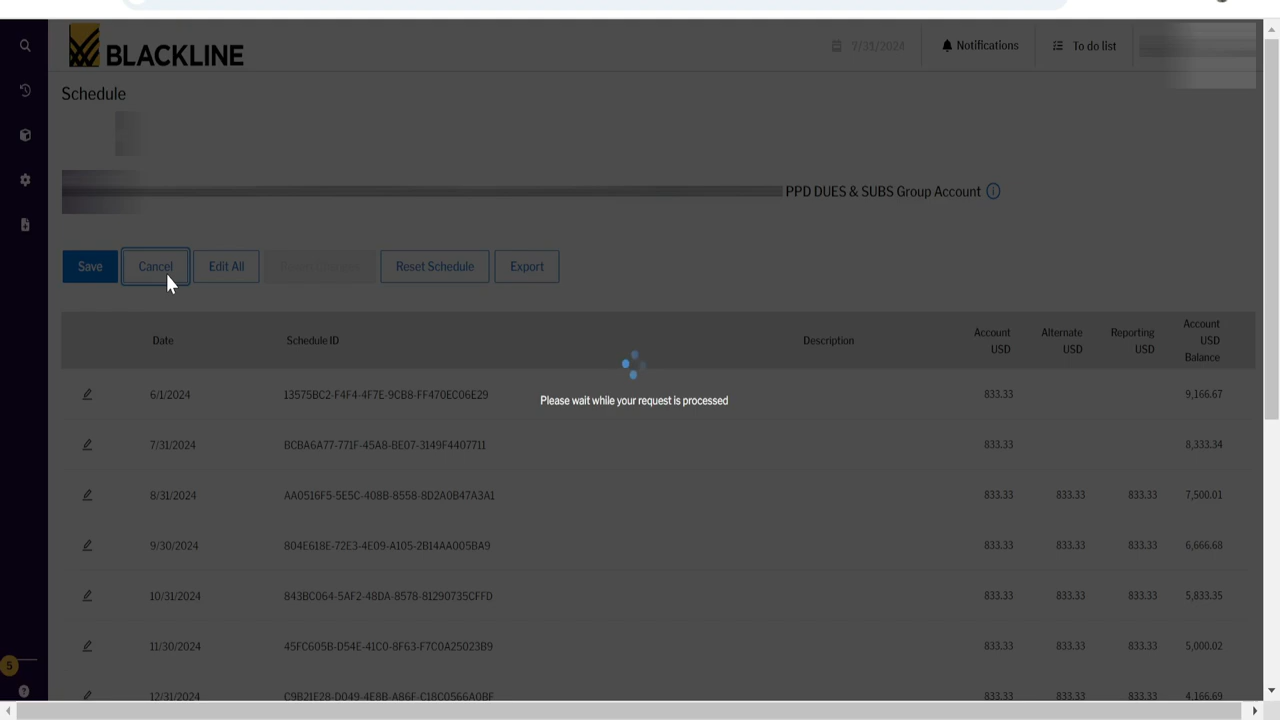 BLACKLINE
7/31/2024
Notifications
To do list
Schedule
PPD DUES & SUBS Group Account
Save
Cancel
Edit All
Reset Schedule
Export
Date Schedule ID Description Account USD Alternate USD Reporting USD Account USD Balance
6/1/2024 13575BC2-F4F4-4F7E-9CB8-FF470EC06E29 833.33 9,166.67
Please wait while your request is processed
7/31/2024 BCBA6A77-771F-45A8-BE07-3149F4407711 833.33 8,333.34
8/31/2024 AA0516F5-5E5C-408B-8558-8D2A0B47A3A1 833.33 833.33 833.33 7,500.01
9/30/2024 804E618E-72E3-4E09-A105-2B14AA005BA9 833.33 833.33 833.33 6,666.68
10/31/2024 843BC064-5AF2-48DA-8578-81290735CFFD 833.33 833.33 833.33 5,833.35
11/30/2024 45FC605B-D54E-41C0-8F63-F7C0A25023B9 833.33 833.33 833.33 5,000.02
12/31/2024 C9B21E28-D049-4E8B-A86F-C18C0566A0BF 833.33 833.33 833.33 4,166.69
5